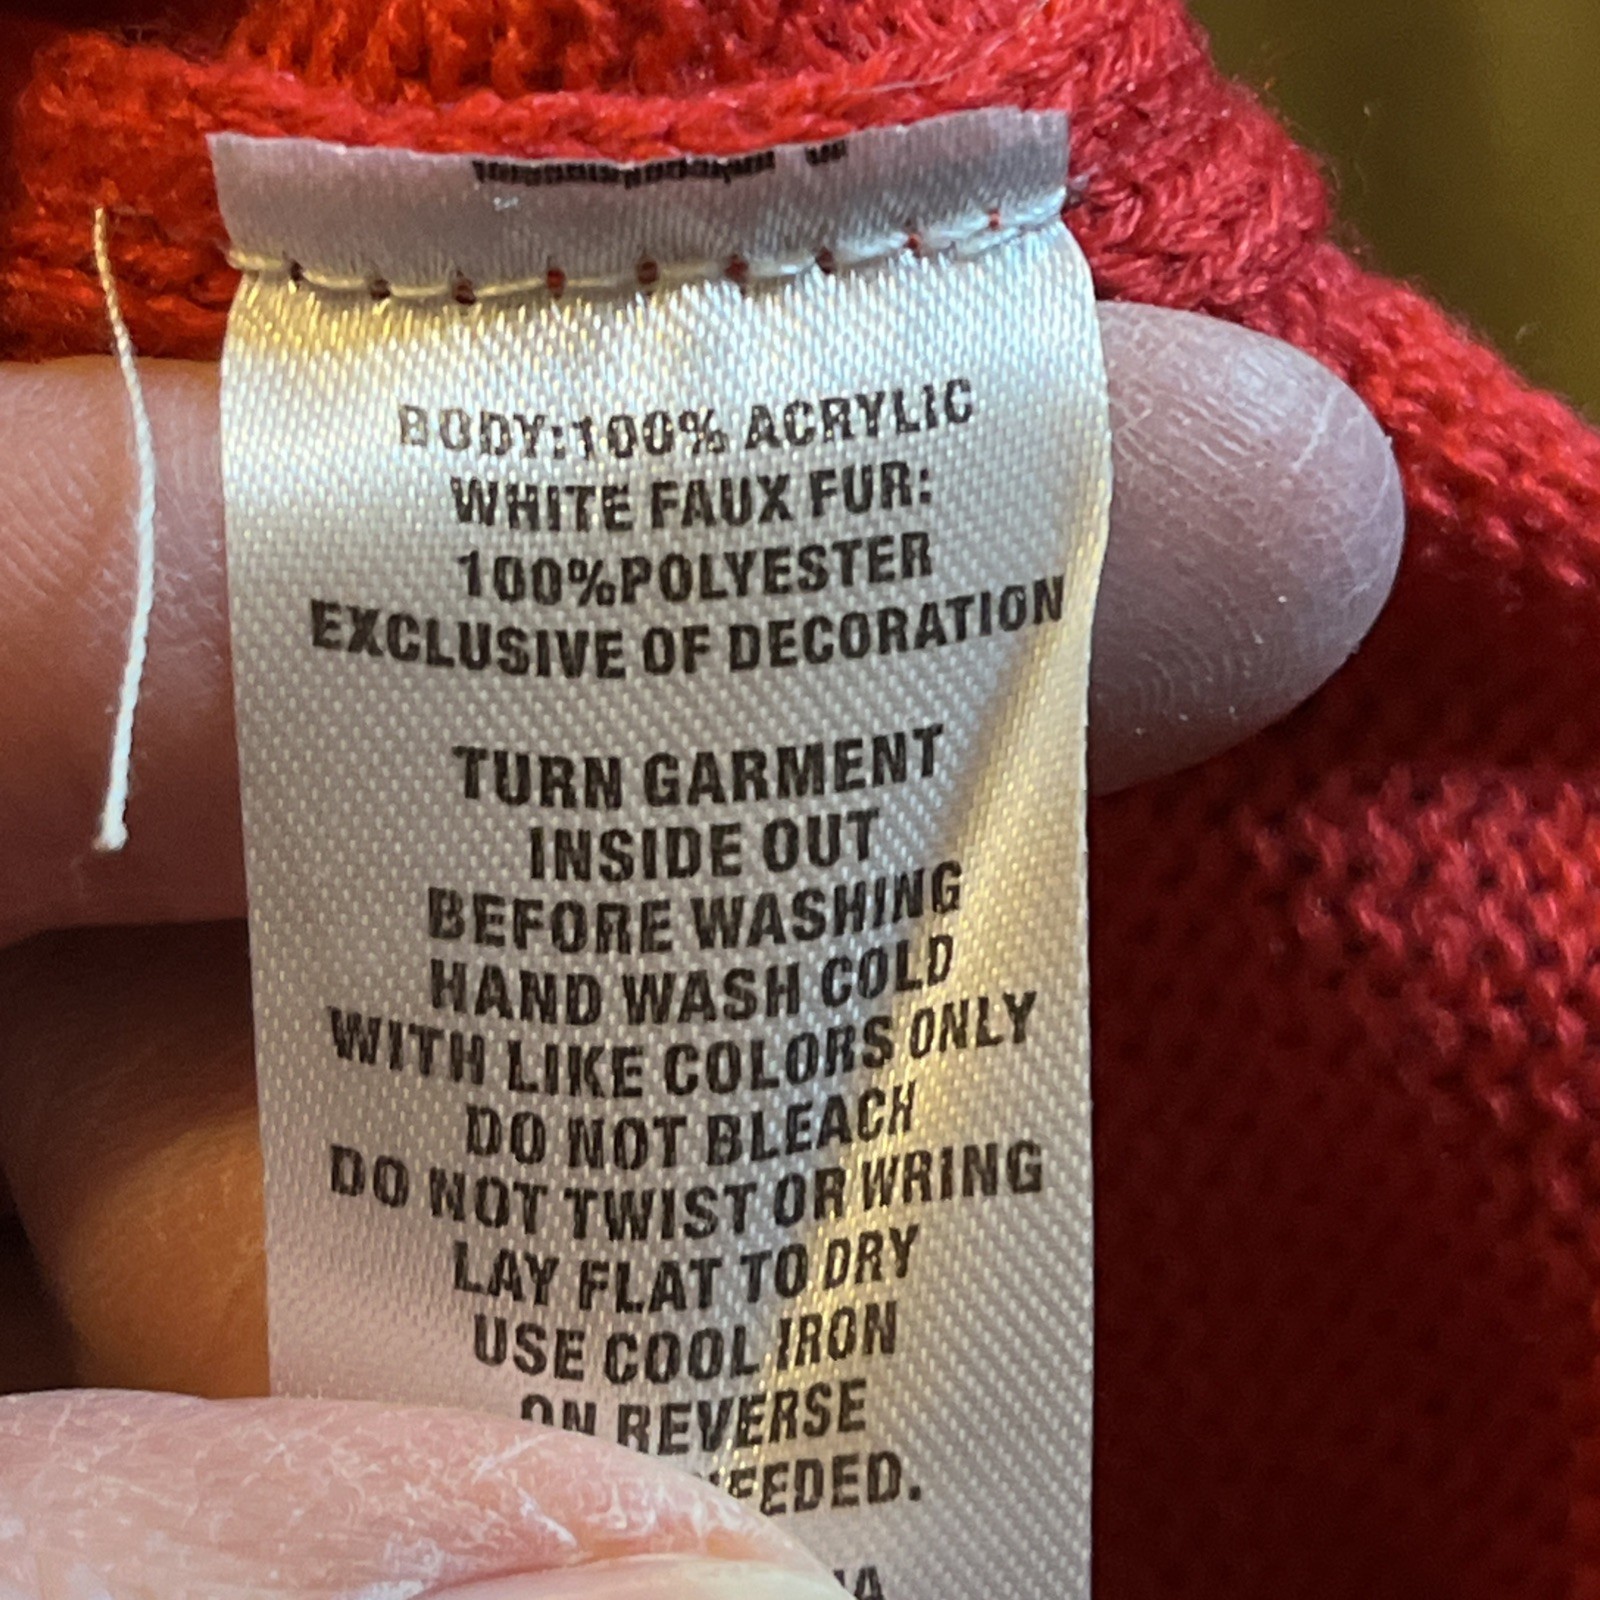 BODY:100% ACRYLIC
WHITE FAUX FUR:
100%POLYESTER
EXCLUSIVE OF DECORATION
TURN GARMENT
INSIDE OUT
BEFORE WASHING
HAND WASH COLD
WITH LIKE COLORS ONLY
DO NOT BLEACH
DO NOT TWIST OR WRING
LAY FLAT TO DRY
USE COOL IRON
ON REVERSE